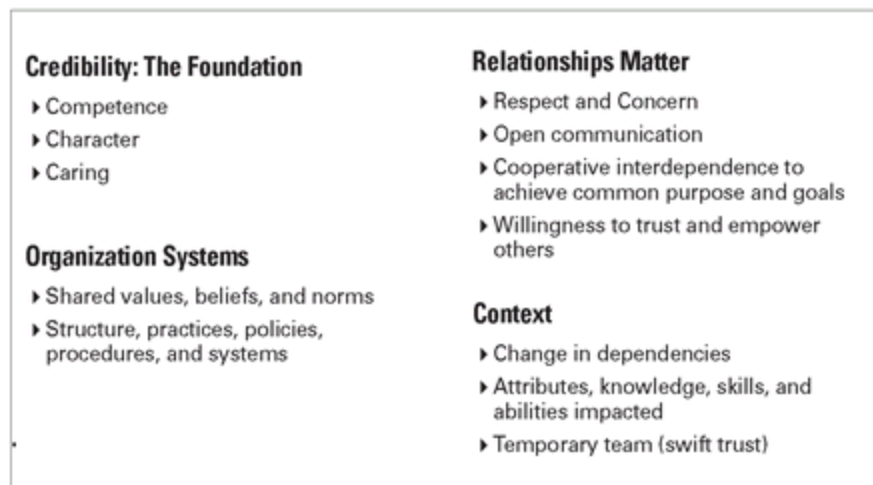 Credibility: The Foundation
Competence
Character
Caring
Organization Systems
Shared values, beliefs, and norms
Structure, practices, policies,
procedures, and systems
Relationships Matter
Respect and Concern
Open communication
Cooperative interdependence to
achieve common purpose and goals
Willingness to trust and empower
others
Context
Change in dependencies
Attributes, knowledge, skills, and
abilities impacted
Temporary team (swift trust)